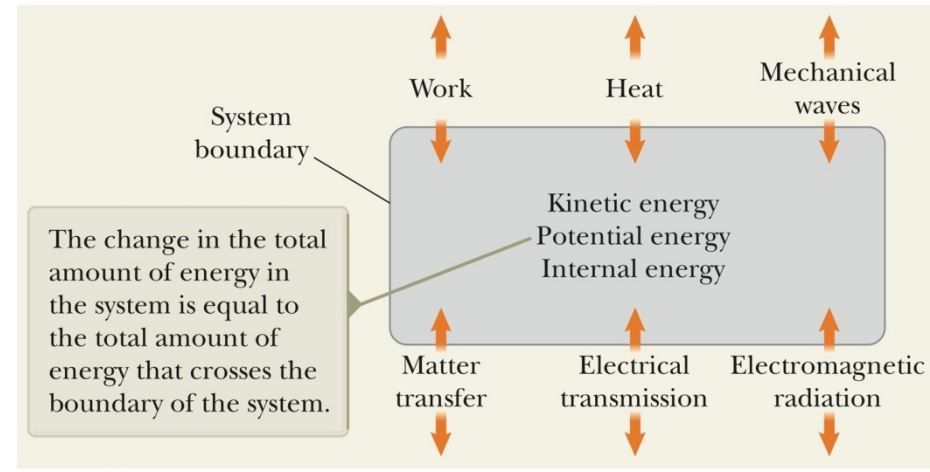 Work
Heat
Mechanical
waves
System
boundary
Kinetic energy
Potential energy
Internal energy
The change in the total
amount of energy in
the system is equal to
the total amount of
energy that crosses the
boundary of the system.
Matter
transfer
Electrical
transmission
Electromagnetic
radiation